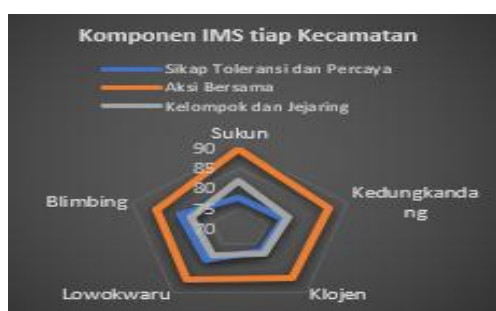 Komponen IMS tiap Kecamatan
Sikap Toleransi dan Percaya
Aksi Bersama
Kelompok dan Jejaring
Sukun
90
85
80
75
70
Blimbing
Kedungkanda
ng
Lowokwaru
Klojen